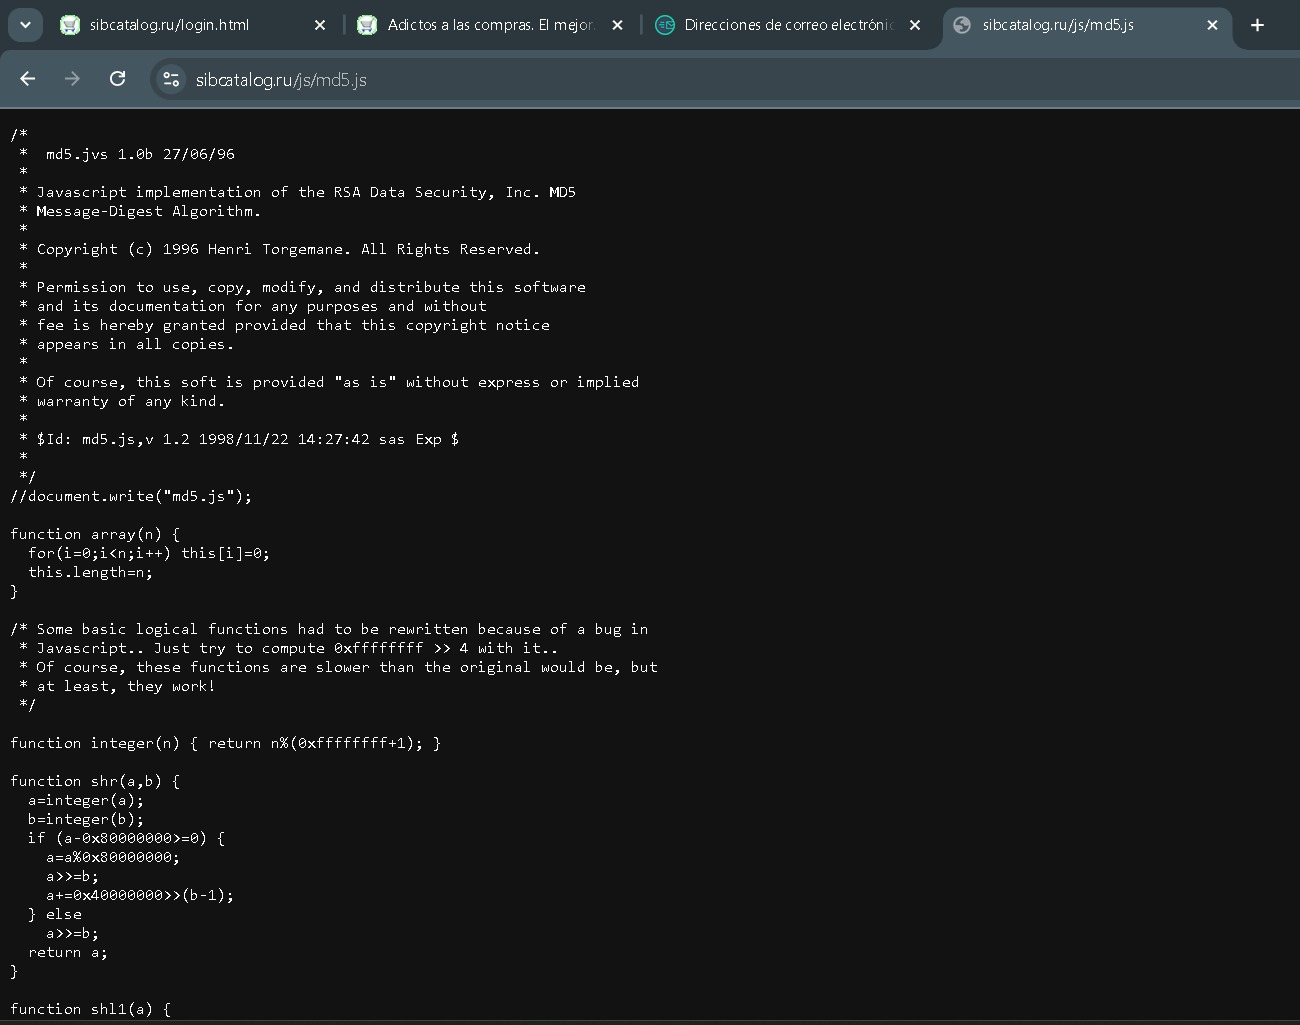 sibcatalog.ru/login.html
Adictos a las compras. El mejor
Direcciones de correo electrónic
sibcatalog.ru/js/md5.js
sibcatalog.ru/js/md5.js
/*
 *  md5.jvs 1.0b 27/06/96
 *
 * Javascript implementation of the RSA Data Security, Inc. MD5
 * Message-Digest Algorithm.
 *
 * Copyright (c) 1996 Henri Torgemane. All Rights Reserved.
 *
 * Permission to use, copy, modify, and distribute this software
 * and its documentation for any purposes and without
 * fee is hereby granted provided that this copyright notice
 * appears in all copies.
 *
 * Of course, this soft is provided "as is" without express or implied
 * warranty of any kind.
 *
 * $Id: md5.js,v 1.2 1998/11/22 14:27:42 sas Exp $
 *
 */
//document.write("md5.js");
function array(n) {
  for(i=0;i<n;i++) this[i]=0;
  this.length=n;
}
/* Some basic logical functions had to be rewritten because of a bug in
 * Javascript.. Just try to compute 0xffffffff >> 4 with it..
 * Of course, these functions are slower than the original would be, but
 * at least, they work!
 */
function integer(n) { return n%(0xffffffff+1); }
function shr(a,b) {
  a=integer(a);
  b=integer(b);
  if (a-0x80000000>=0) {
    a=a%0x80000000;
    a>>=b;
    a+=0x40000000>>(b-1);
  } else
    a>>=b;
  return a;
}
function shl1(a) {